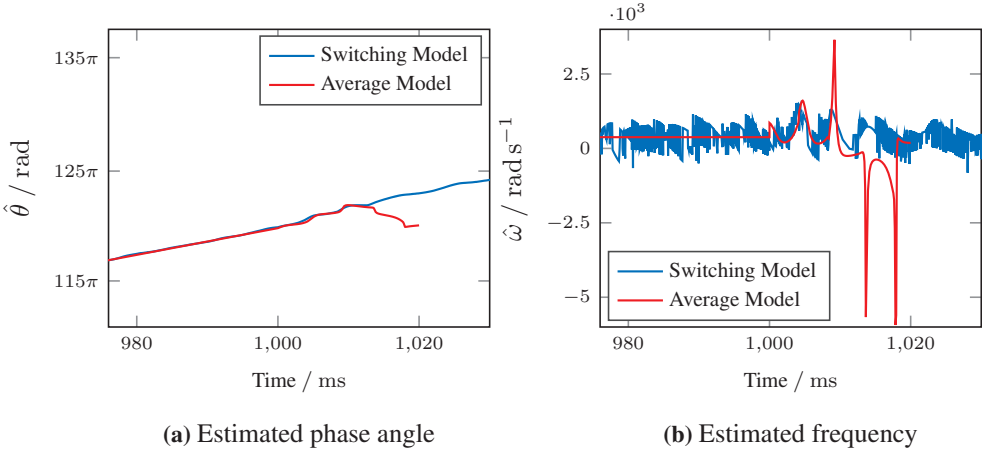 135π
125π
115π
θ̂ / rad
980
1,000
1,020
Time / ms
Switching Model
Average Model
(a) Estimated phase angle
·10³
2.5
0
−2.5
−5
ω̂ / rad s⁻¹
980
1,000
1,020
Time / ms
Switching Model
Average Model
(b) Estimated frequency